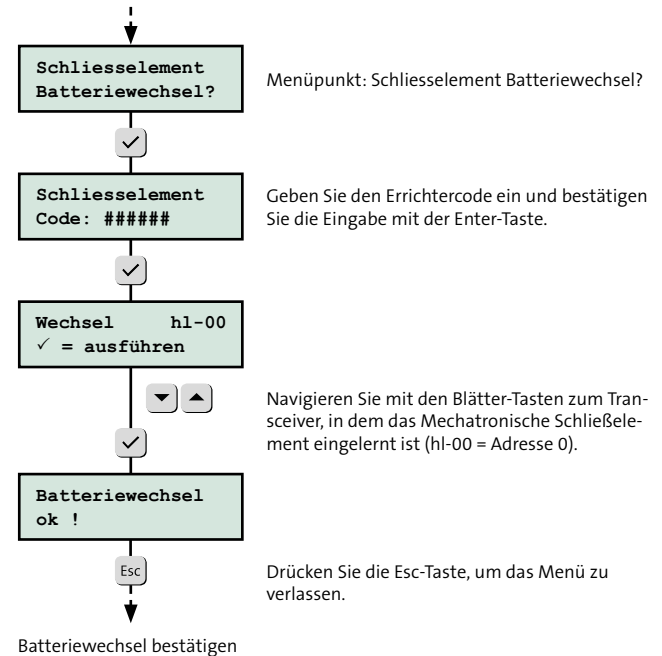 Schliesselement
Batteriewechsel?
Menüpunkt: Schliesselement Batteriewechsel?
Schliesselement
Code: ######
Geben Sie den Errichtercode ein und bestätigen
Sie die Eingabe mit der Enter-Taste.
Wechsel hl-00
✓ = ausführen
Navigieren Sie mit den Blätter-Tasten zum Tran-
sceiver, in dem das Mechatronische Schließele-
ment eingelernt ist (hl-00 = Adresse 0).
Batteriewechsel
ok !
Esc
Drücken Sie die Esc-Taste, um das Menü zu
verlassen.
Batteriewechsel bestätigen